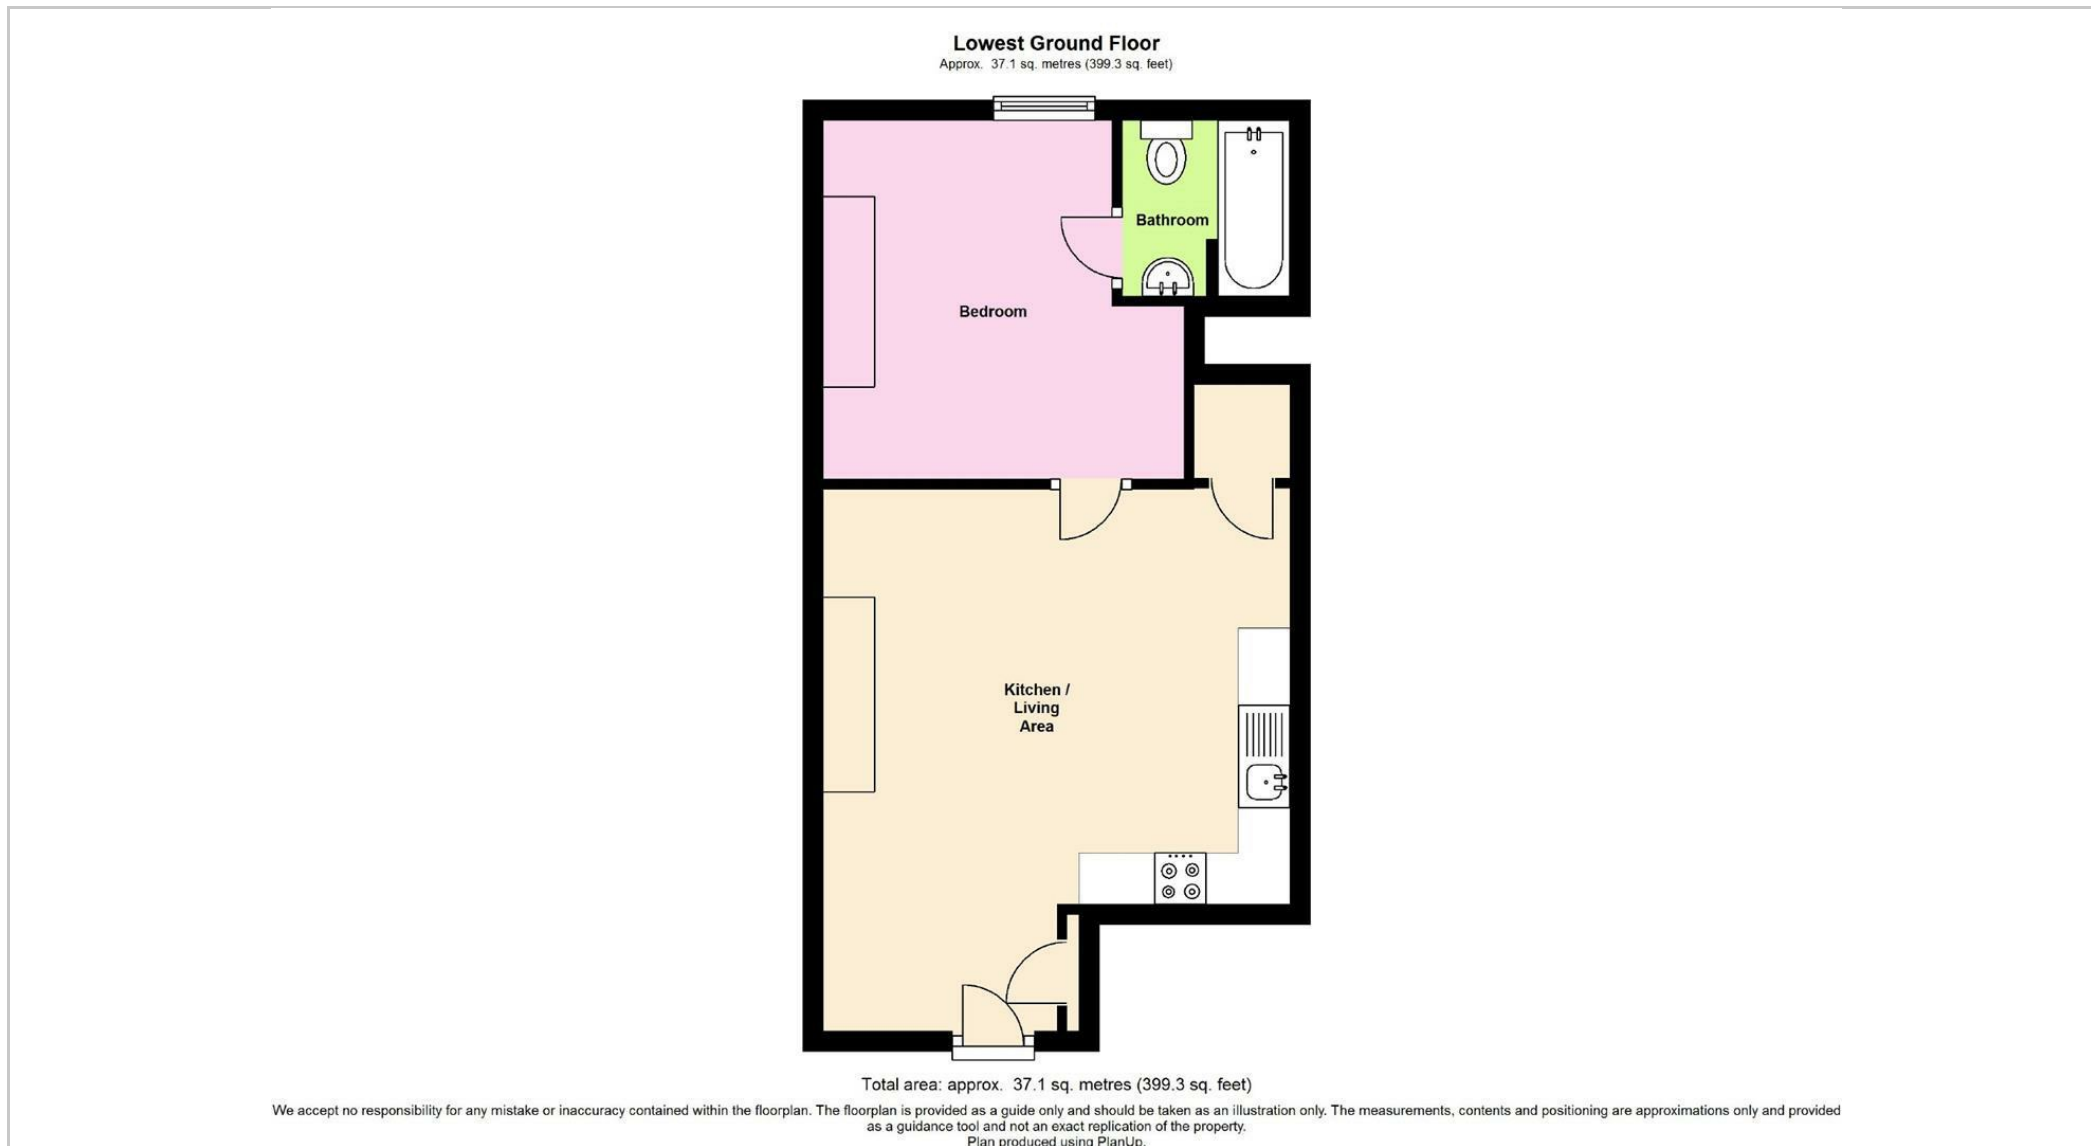 Lowest Ground Floor
Approx. 37.1 sq. metres (399.3 sq. feet)
Bathroom
Bedroom
Kitchen /
Living
Area
Total area: approx. 37.1 sq. metres (399.3 sq. feet)
We accept no responsibility for any mistake or inaccuracy contained within the floorplan. The floorplan is provided as a guide only and should be taken as an illustration only. The measurements, contents and positioning are approximations only and provided
as a guidance tool and not an exact replication of the property.
Plan produced using PlanUp.